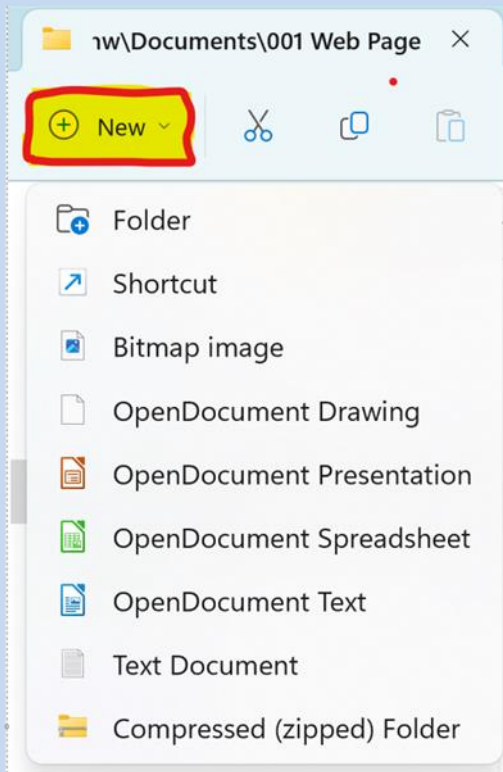 nw\Documents\001 Web Page
New
Folder
Shortcut
Bitmap image
OpenDocument Drawing
OpenDocument Presentation
OpenDocument Spreadsheet
OpenDocument Text
Text Document
Compressed (zipped) Folder